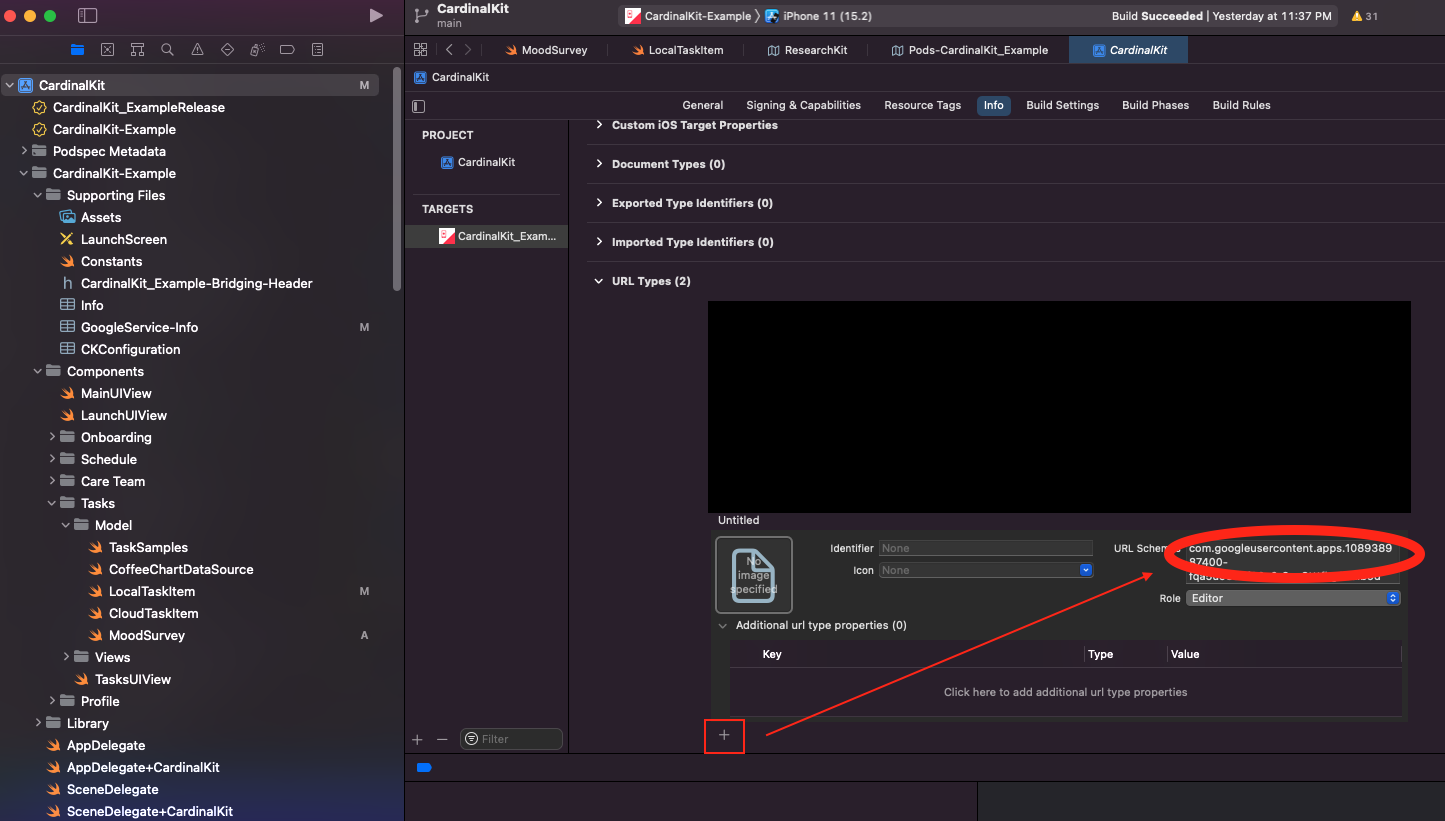 CardinalKit
main
CardinalKit-Example
iPhone 11 (15.2)
Build Succeeded | Yesterday at 11:37 PM
31
MoodSurvey
LocalTaskItem
ResearchKit
Pods-CardinalKit_Example
CardinalKit
CardinalKit
General
Signing & Capabilities
Resource Tags
Info
Build Settings
Build Phases
Build Rules
CardinalKit
M
CardinalKit_ExampleRelease
CardinalKit-Example
Podspec Metadata
CardinalKit-Example
Supporting Files
Assets
LaunchScreen
Constants
h CardinalKit_Example-Bridging-Header
Info
GoogleService-Info
M
CKConfiguration
Components
MainUIView
LaunchUIView
Onboarding
Schedule
Care Team
Tasks
Model
TaskSamples
CoffeeChartDataSource
LocalTaskItem
M
CloudTaskItem
MoodSurvey
A
Views
TasksUIView
Profile
Library
AppDelegate
AppDelegate+CardinalKit
SceneDelegate
SceneDelegate+CardinalKit
PROJECT
CardinalKit
TARGETS
CardinalKit_Exam...
Filter
Custom iOS Target Properties
Document Types (0)
Exported Type Identifiers (0)
Imported Type Identifiers (0)
URL Types (2)
Untitled
No
image
specified
Identifier
None
Icon
None
URL
com.googleusercontent.apps.1089389
87400-
Role
Editor
Additional url type properties (0)
Key
Type
Value
Click here to add additional url type properties